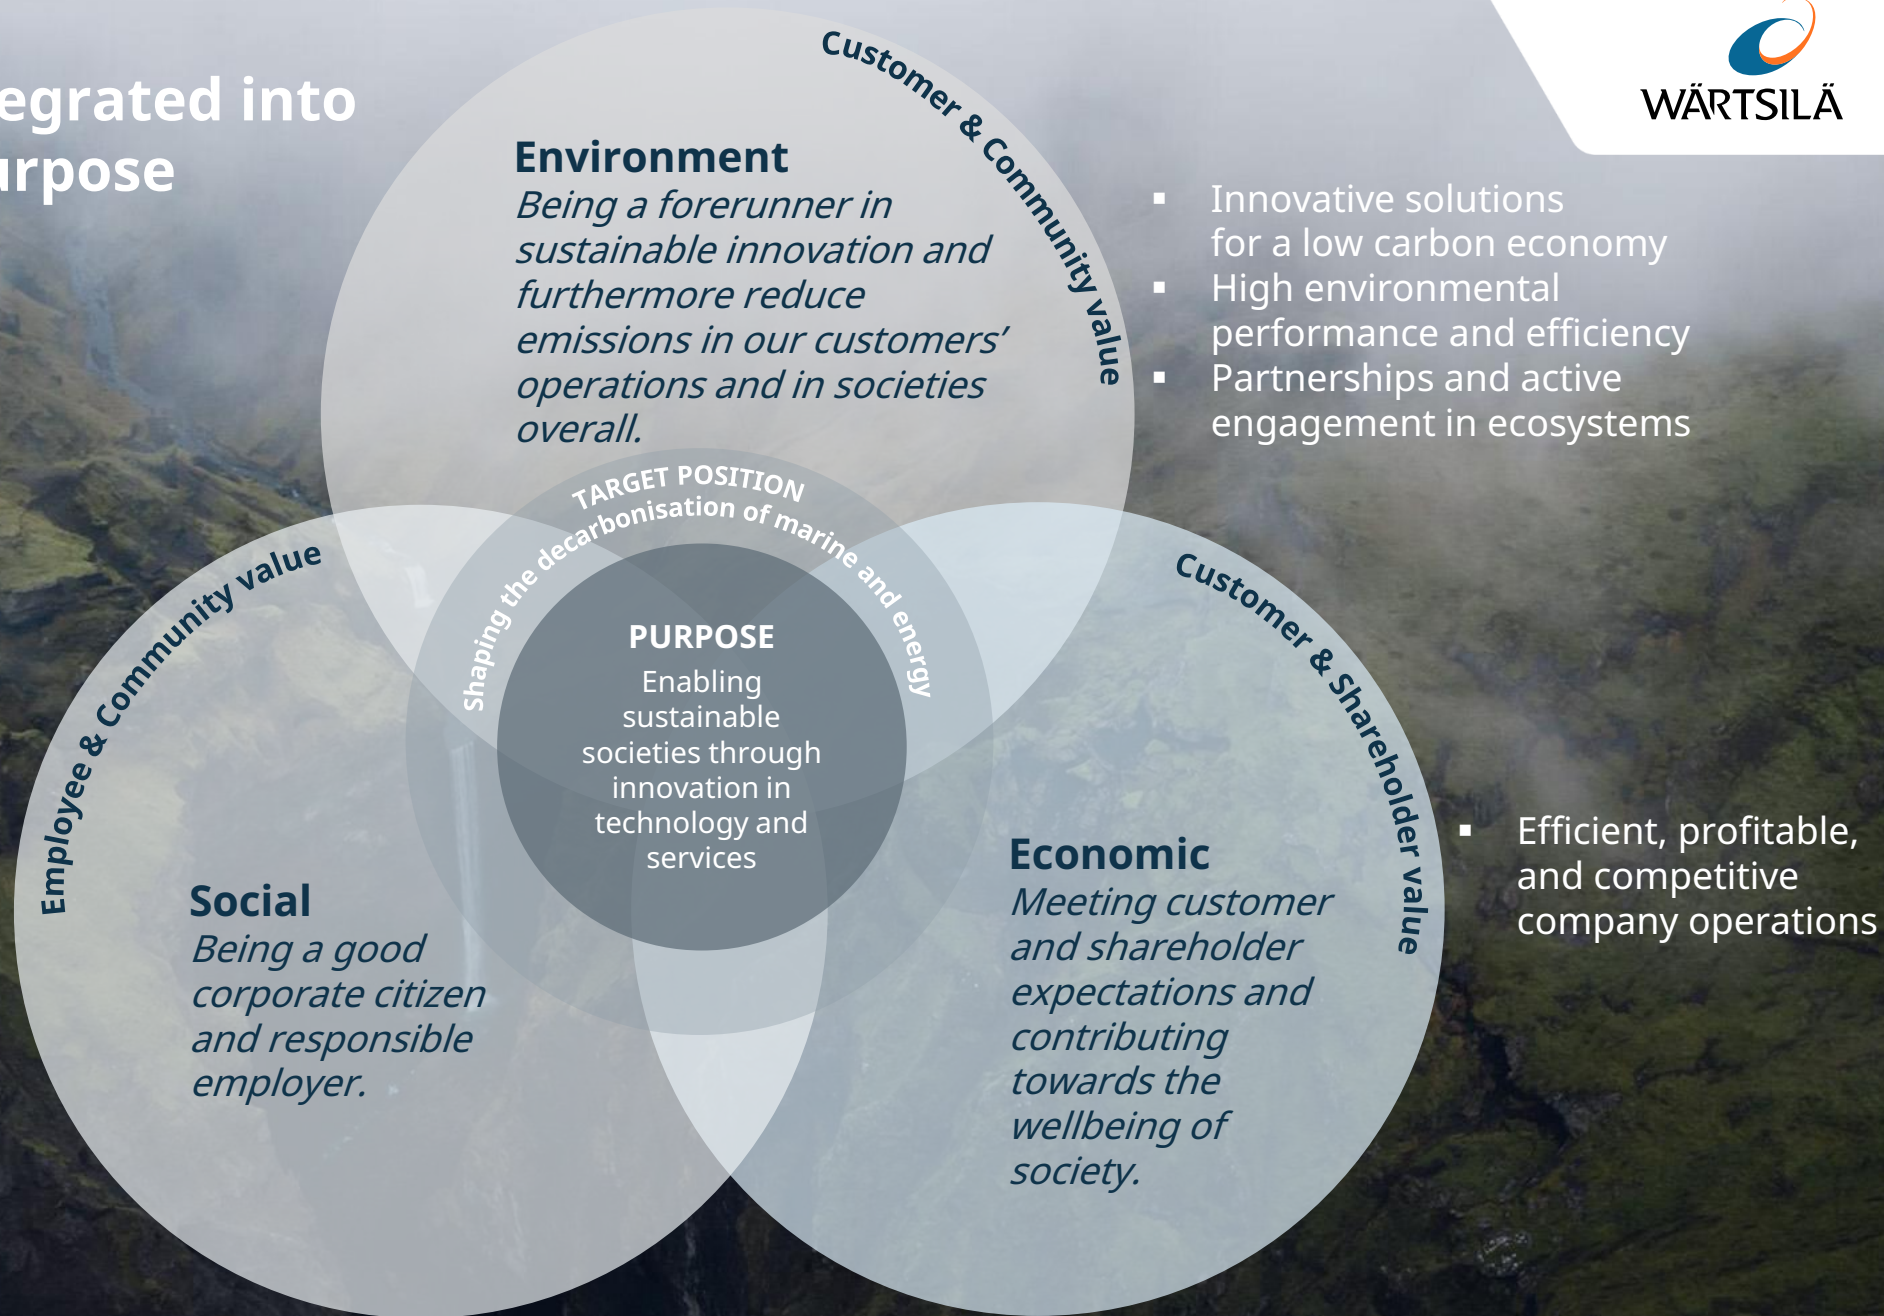 egrated into
urpose
WÄRTSILÄ
Customer & Community value
Environment
Being a forerunner in
sustainable innovation and
furthermore reduce
emissions in our customers’
operations and in societies
overall.
▪ Innovative solutions
for a low carbon economy
▪ High environmental
performance and efficiency
▪ Partnerships and active
engagement in ecosystems
TARGET POSITION
Shaping the decarbonisation of marine and energy
PURPOSE
Enabling
sustainable
societies through
innovation in
technology and
services
Employee & Community value
Social
Being a good
corporate citizen
and responsible
employer.
Customer & Shareholder value
Economic
Meeting customer
and shareholder
expectations and
contributing
towards the
wellbeing of
society.
▪ Efficient, profitable,
and competitive
company operations